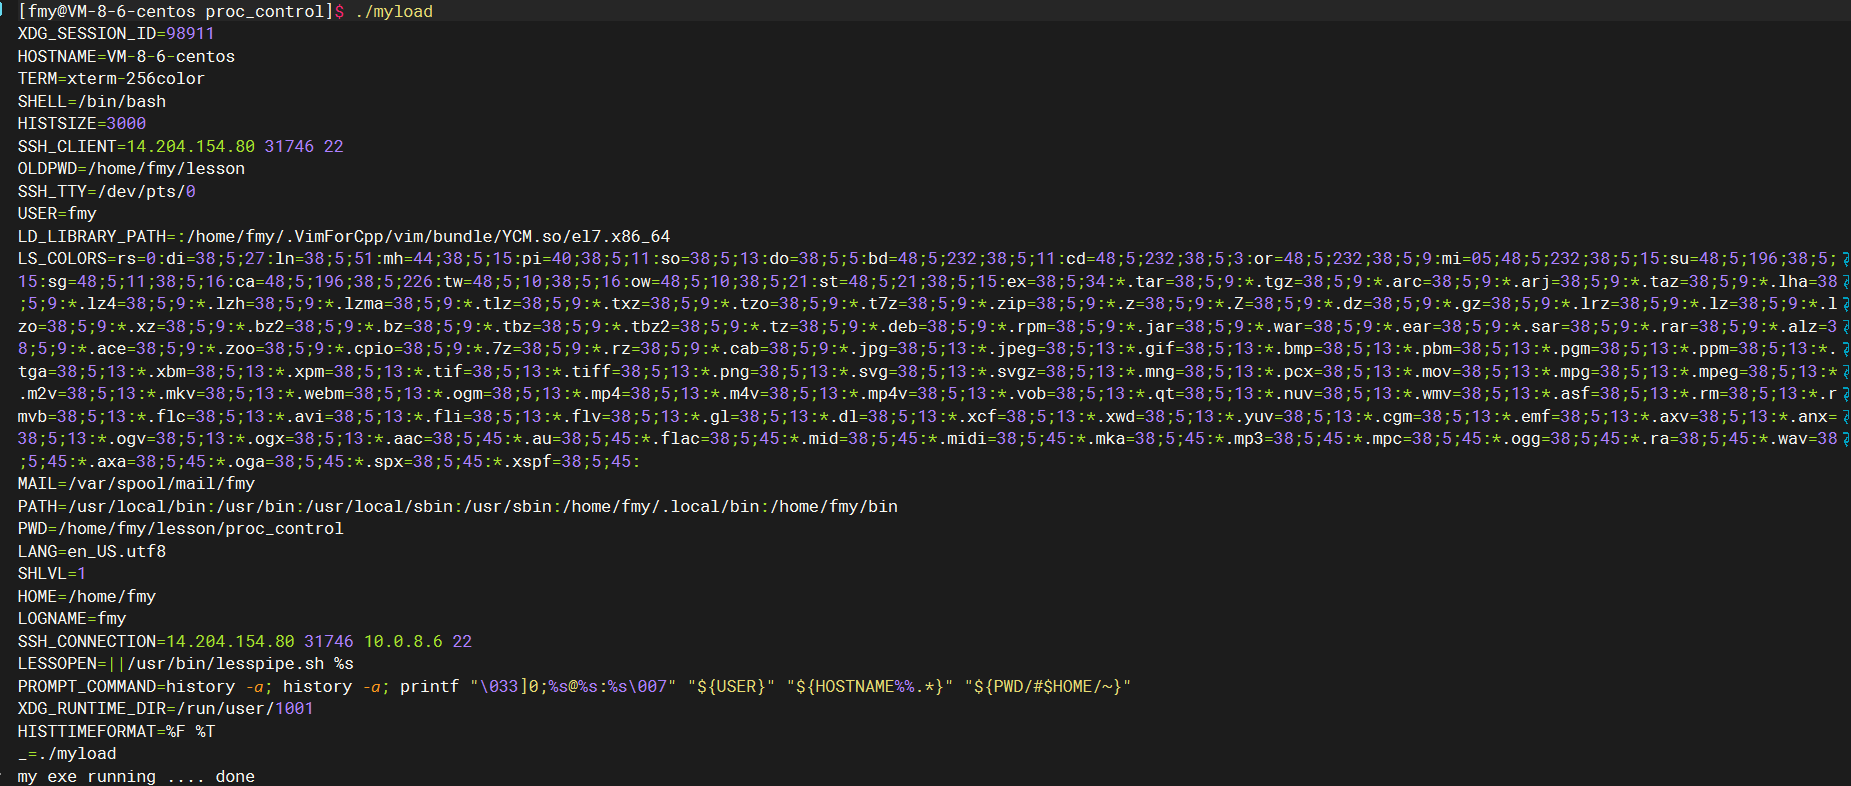 [fmy@VM-8-6-centos proc_control]$ ./myload
XDG_SESSION_ID=98911
HOSTNAME=VM-8-6-centos
TERM=xterm-256color
SHELL=/bin/bash
HISTSIZE=3000
SSH_CLIENT=14.204.154.80 31746 22
OLDPWD=/home/fmy/lesson
SSH_TTY=/dev/pts/0
USER=fmy
LD_LIBRARY_PATH=:/home/fmy/.VimForCpp/vim/bundle/YCM.so/el7.x86_64
LS_COLORS=rs=0:di=38;5;27:ln=38;5;51:mh=44;38;5;15:pi=40;38;5;11:so=38;5;13:do=38;5;5:bd=48;5;232;38;5;11:cd=48;5;232;38;5;3:or=48;5;232;38;5;9:mi=05;48;5;232;38;5;15:su=48;5;196;38;5;
15:sg=48;5;11;38;5;16:ca=48;5;196;38;5;226:tw=48;5;10;38;5;16:ow=48;5;10;38;5;21:st=48;5;21;38;5;15:ex=38;5;34:*.tar=38;5;9:*.tgz=38;5;9:*.arc=38;5;9:*.arj=38;5;9:*.taz=38;5;9:*.lha=38
;5;9:*.lz4=38;5;9:*.lzh=38;5;9:*.lzma=38;5;9:*.tlz=38;5;9:*.txz=38;5;9:*.tzo=38;5;9:*.t7z=38;5;9:*.zip=38;5;9:*.z=38;5;9:*.Z=38;5;9:*.dz=38;5;9:*.gz=38;5;9:*.lrz=38;5;9:*.lz=38;5;9:*.l
zo=38;5;9:*.xz=38;5;9:*.bz2=38;5;9:*.bz=38;5;9:*.tbz=38;5;9:*.tbz2=38;5;9:*.tz=38;5;9:*.deb=38;5;9:*.rpm=38;5;9:*.jar=38;5;9:*.war=38;5;9:*.ear=38;5;9:*.sar=38;5;9:*.rar=38;5;9:*.alz=3
8;5;9:*.ace=38;5;9:*.zoo=38;5;9:*.cpio=38;5;9:*.7z=38;5;9:*.rz=38;5;9:*.cab=38;5;9:*.jpg=38;5;13:*.jpeg=38;5;13:*.gif=38;5;13:*.bmp=38;5;13:*.pbm=38;5;13:*.pgm=38;5;13:*.ppm=38;5;13:*.
tga=38;5;13:*.xbm=38;5;13:*.xpm=38;5;13:*.tif=38;5;13:*.tiff=38;5;13:*.png=38;5;13:*.svg=38;5;13:*.svgz=38;5;13:*.mng=38;5;13:*.pcx=38;5;13:*.mov=38;5;13:*.mpg=38;5;13:*.mpeg=38;5;13:*
.m2v=38;5;13:*.mkv=38;5;13:*.webm=38;5;13:*.ogm=38;5;13:*.mp4=38;5;13:*.m4v=38;5;13:*.mp4v=38;5;13:*.vob=38;5;13:*.qt=38;5;13:*.nuv=38;5;13:*.wmv=38;5;13:*.asf=38;5;13:*.rm=38;5;13:*.r
mvb=38;5;13:*.flc=38;5;13:*.avi=38;5;13:*.fli=38;5;13:*.flv=38;5;13:*.gl=38;5;13:*.dl=38;5;13:*.xcf=38;5;13:*.xwd=38;5;13:*.yuv=38;5;13:*.cgm=38;5;13:*.emf=38;5;13:*.axv=38;5;13:*.anx=
38;5;13:*.ogv=38;5;13:*.ogx=38;5;13:*.aac=38;5;45:*.au=38;5;45:*.flac=38;5;45:*.mid=38;5;45:*.midi=38;5;45:*.mka=38;5;45:*.mp3=38;5;45:*.mpc=38;5;45:*.ogg=38;5;45:*.ra=38;5;45:*.wav=38
;5;45:*.axa=38;5;45:*.oga=38;5;45:*.spx=38;5;45:*.xspf=38;5;45:
MAIL=/var/spool/mail/fmy
PATH=/usr/local/bin:/usr/bin:/usr/local/sbin:/usr/sbin:/home/fmy/.local/bin:/home/fmy/bin
PWD=/home/fmy/lesson/proc_control
LANG=en_US.utf8
SHLVL=1
HOME=/home/fmy
LOGNAME=fmy
SSH_CONNECTION=14.204.154.80 31746 10.0.8.6 22
LESSOPEN=||/usr/bin/lesspipe.sh %s
PROMPT_COMMAND=history -a; history -a; printf "\033]0;%s@%s:%s\007" "${USER}" "${HOSTNAME%%.*}" "${PWD/#$HOME/~}"
XDG_RUNTIME_DIR=/run/user/1001
HISTTIMEFORMAT=%F %T
_=./myload
my exe running .... done